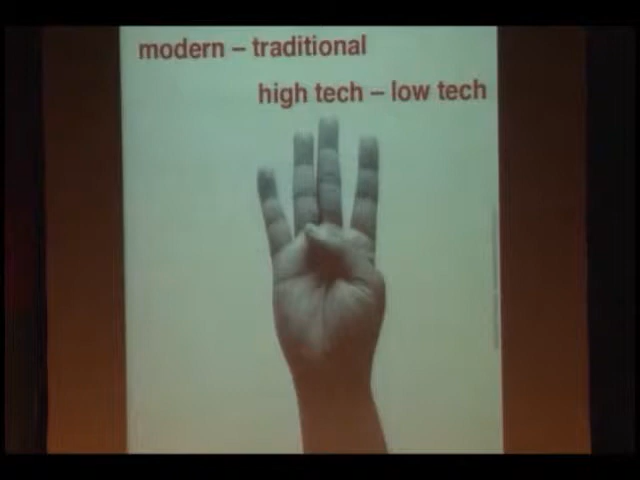 modern – traditional
high tech – low tech